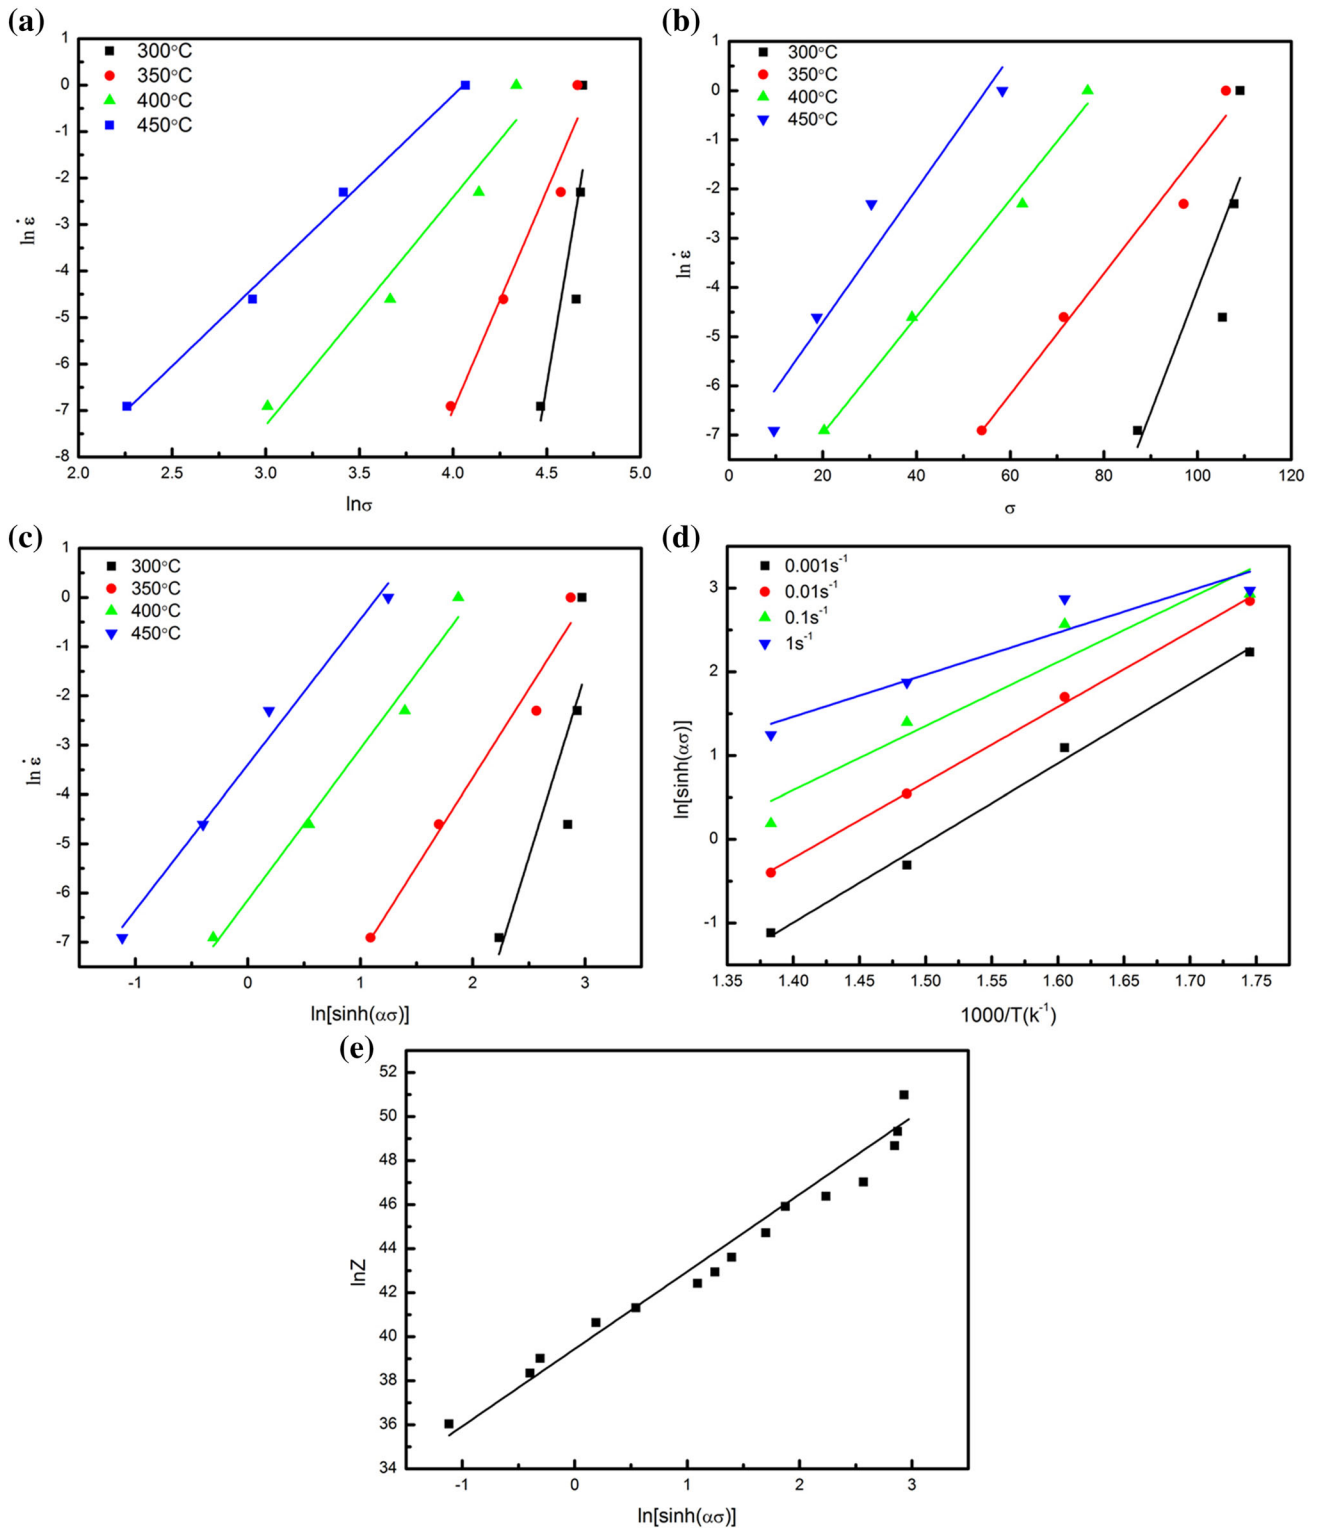 (a)
1
0
-1
-2
-3
-4
-5
-6
-7
-8
2.0 2.5 3.0 3.5 4.0 4.5 5.0
ln ε̇
lnσ
300°C
350°C
400°C
450°C
(b)
1
0
-1
-2
-3
-4
-5
-6
-7
0 20 40 60 80 100 120
ln ε̇
σ
300°C
350°C
400°C
450°C
(c)
1
0
-1
-2
-3
-4
-5
-6
-7
-1 0 1 2 3
ln ε̇
ln[sinh(ασ)]
300°C
350°C
400°C
450°C
(d)
3
2
1
0
-1
1.35 1.40 1.45 1.50 1.55 1.60 1.65 1.70 1.75
ln[sinh(ασ)]
1000/T(k⁻¹)
0.001s⁻¹
0.01s⁻¹
0.1s⁻¹
1s⁻¹
(e)
52
50
48
46
44
42
40
38
36
34
-1 0 1 2 3
lnZ
ln[sinh(ασ)]